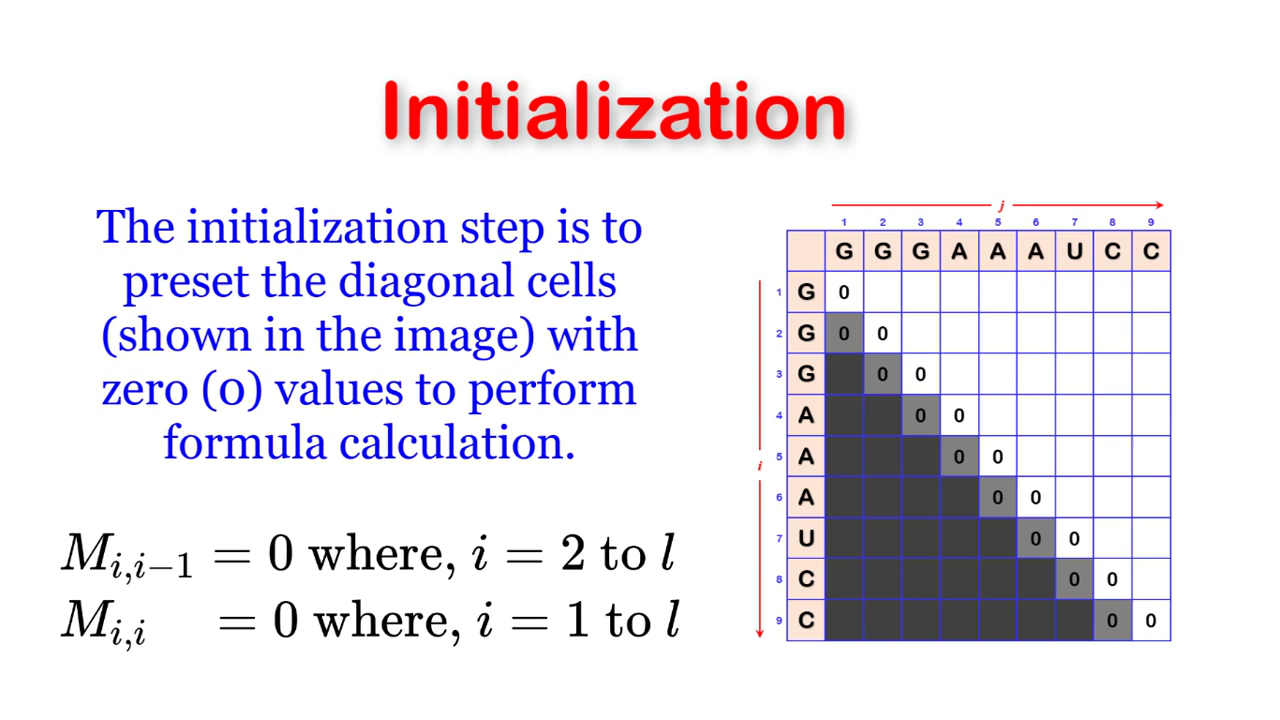 Initialization
The initialization step is to
preset the diagonal cells
(shown in the image) with
zero (0) values to perform
formula calculation.
M_{i,i−1} = 0 where, i = 2 to l
M_{i,i} = 0 where, i = 1 to l
j
1 2 3 4 5 6 7 8 9
G G G A A A U C C
1 G 0
2 G 0 0
3 G 0 0
4 A 0 0
5 A 0 0
i
6 A 0 0
7 U 0 0
8 C 0 0
9 C 0 0